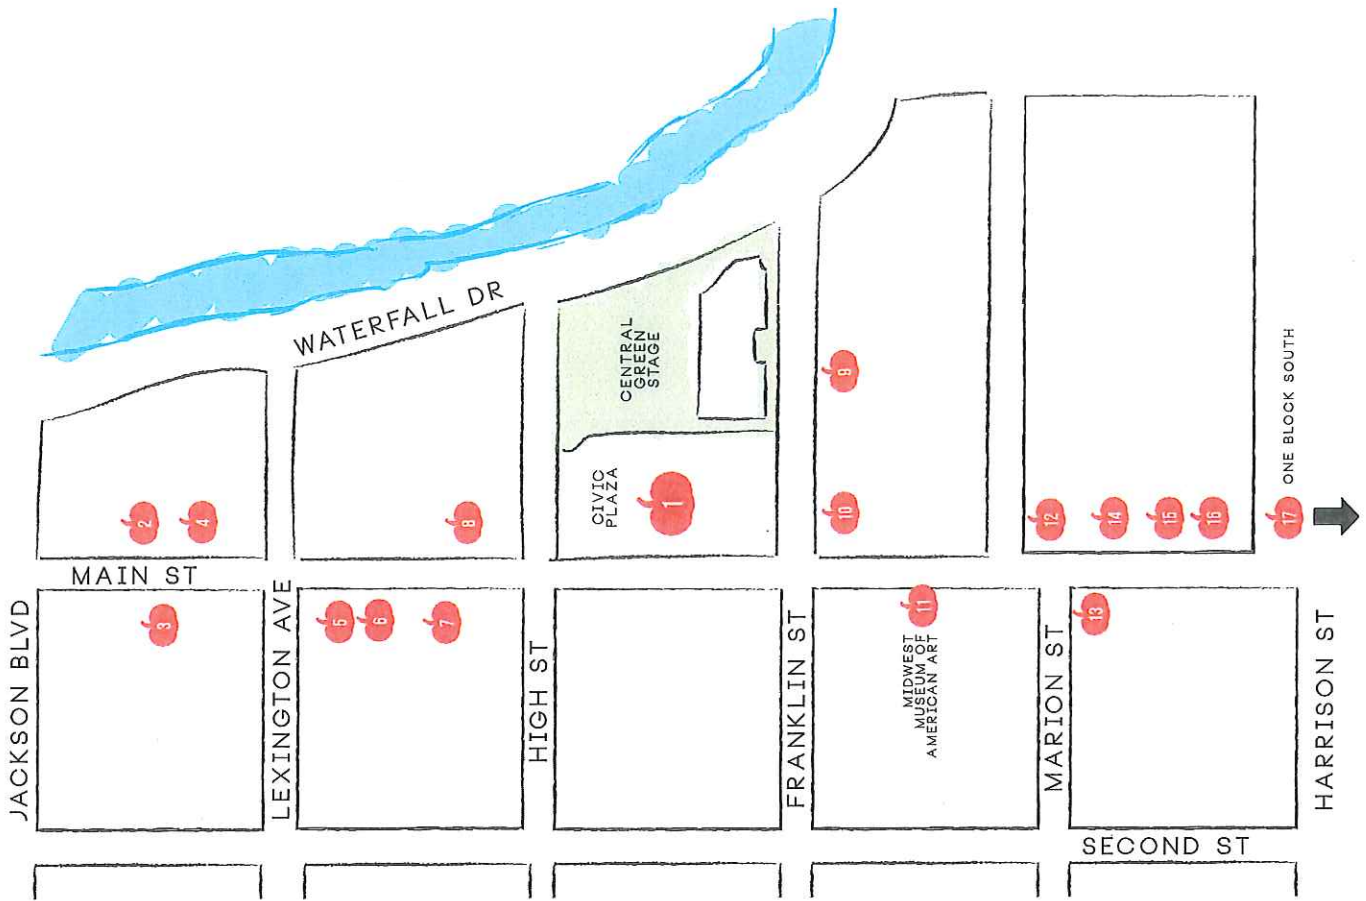 WATERFALL DR
CENTRAL
GREEN
STAGE
CIVIC
PLAZA
1
2
4
8
9
10
12
14
15
16
17
ONE BLOCK SOUTH
MAIN ST
3
5
6
7
11
13
MIDWEST
MUSEUM OF
AMERICAN ART
JACKSON BLVD
LEXINGTON AVE
HIGH ST
FRANKLIN ST
MARION ST
HARRISON ST
SECOND ST